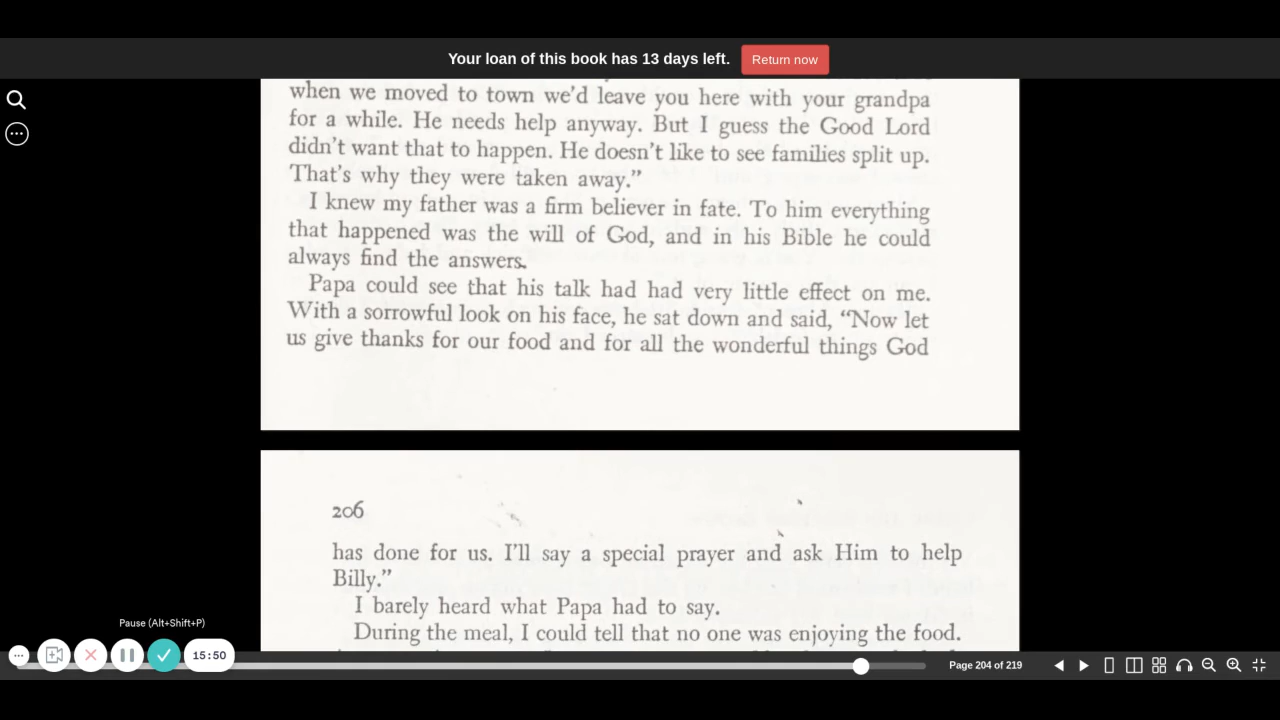 Your loan of this book has 13 days left. Return now
when we moved to town we'd leave you here with your grandpa
for a while. He needs help anyway. But I guess the Good Lord
didn't want that to happen. He doesn't like to see families split up.
That's why they were taken away."
I knew my father was a firm believer in fate. To him everything
that happened was the will of God, and in his Bible he could
always find the answers.
Papa could see that his talk had had very little effect on me.
With a sorrowful look on his face, he sat down and said, "Now let
us give thanks for our food and for all the wonderful things God
206
has done for us. I'll say a special prayer and ask Him to help
Billy."
I barely heard what Papa had to say.
During the meal, I could tell that no one was enjoying the food.
Pause (Alt+Shift+P)
15:50
Page 204 of 219